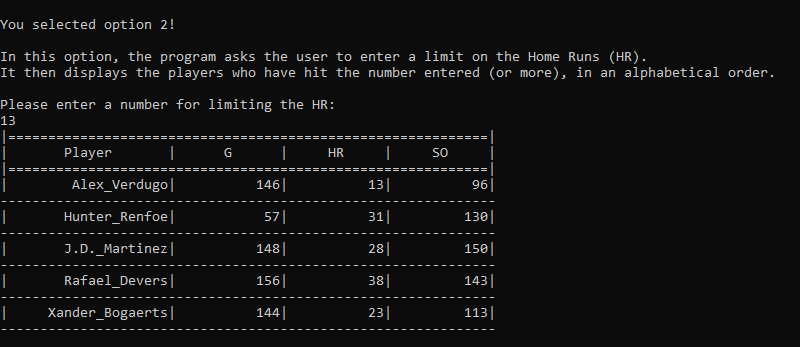 You selected option 2!
In this option, the program asks the user to enter a limit on the Home Runs (HR).
It then displays the players who have hit the number entered (or more), in an alphabetical order.
Please enter a number for limiting the HR:
13
|============================================================|
|       Player       |      G      |     HR     |     SO     |
|============================================================|
|        Alex_Verdugo|          146|          13|          96|
--------------------------------------------------------------
|       Hunter_Renfoe|           57|          31|         130|
--------------------------------------------------------------
|       J.D._Martinez|          148|          28|         150|
--------------------------------------------------------------
|       Rafael_Devers|          156|          38|         143|
--------------------------------------------------------------
|     Xander_Bogaerts|          144|          23|         113|
--------------------------------------------------------------